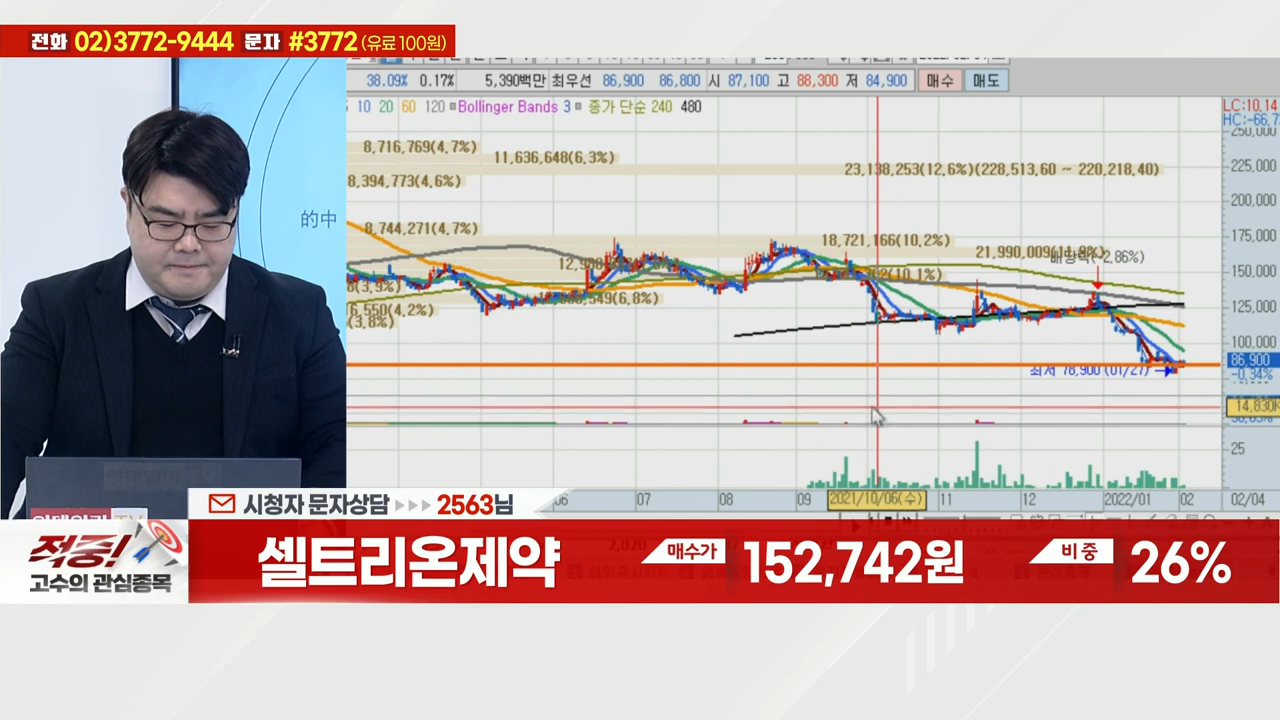 전화 02)3772-9444 문자 #3772 (유료100원)
38.09% 0.17% 5,390백만 최우선 86,900 86,800 시 87,100 고 88,300 저 84,900 매수 매도
10 20 60 120 Bollinger Bands 3 종가 단순 240 480
LC:10,14
250,000
8,716,769(4.7%)
11,636,648(6.3%)
23,138,253(12.6%)(228,513.60 ~ 220,218.40)
225,000
8,394,773(4.6%)
200,000
的中
8,744,271(4.7%)
18,721,166(10.2%)
175,000
21,990,009(11.8%)
150,000
(10.1%)
(3.9%)
549(6.8%)
6,550(4.2%)
125,000
(3.8%)
100,000
86,900
최저 78,900 (01/27)
-0.34%
14,830K
25
06 07 08 09 2021/10/06(수) 11 12 2022/01 02 02/04
시청자 문자상담 2563님
적중!
고수의 관심종목
셀트리온제약 매수가 152,742원 비중 26%